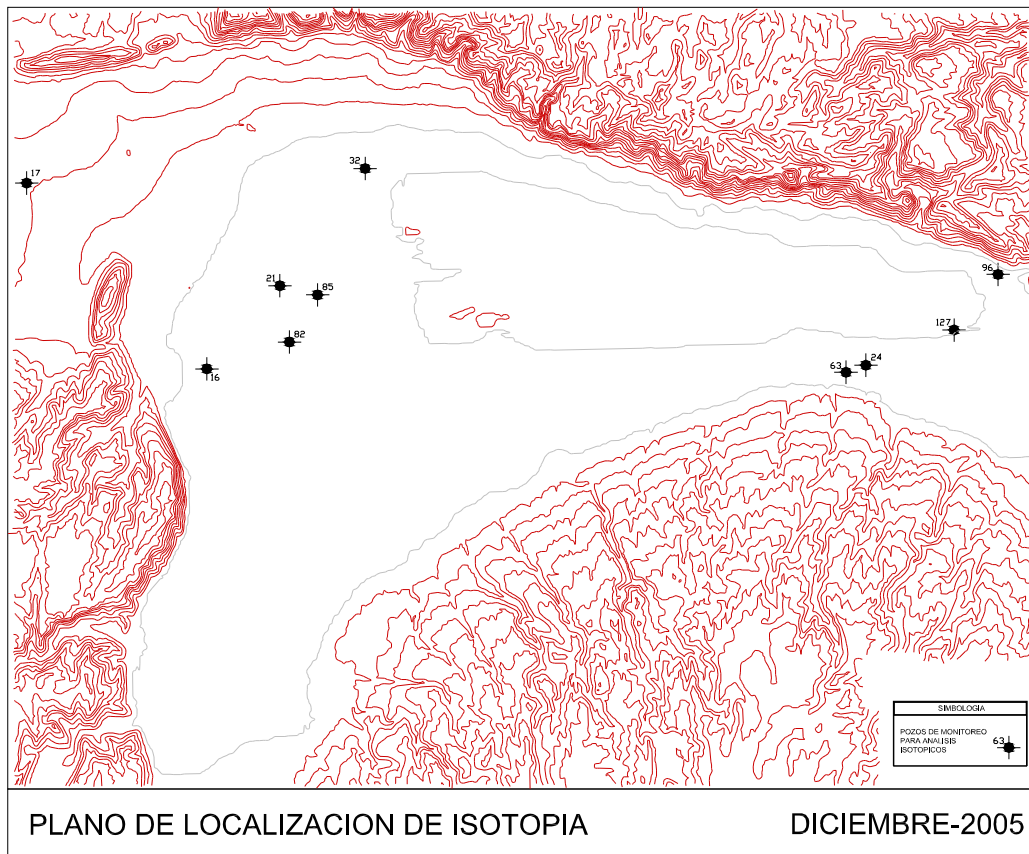 17
32
21
85
82
16
96
127
63
24
SIMBOLOGIA
POZOS DE MONITOREO
PARA ANALISIS
ISOTOPICOS
63
PLANO DE LOCALIZACION DE ISOTOPIA
DICIEMBRE-2005